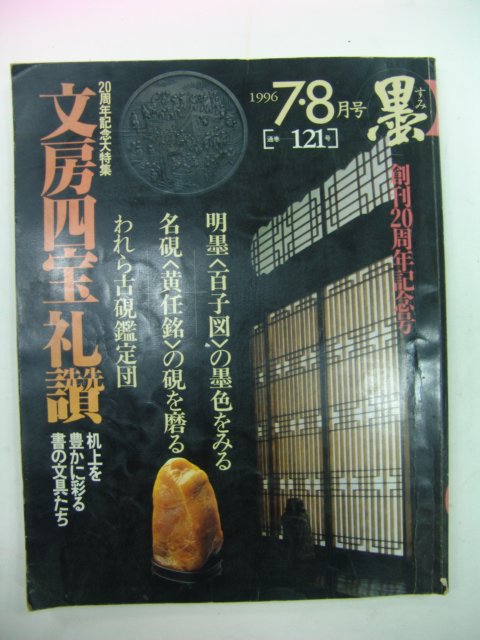 墨
すみ
1996 7・8月号
[通巻 121号]
創刊20周年記念号
20周年記念大特集
文房四宝礼讃
机上を
豊かに彩る
書の文具たち
明墨〈百子図〉の墨色をみる
名硯〈黄任銘〉の硯を磨る
われら古硯鑑定団